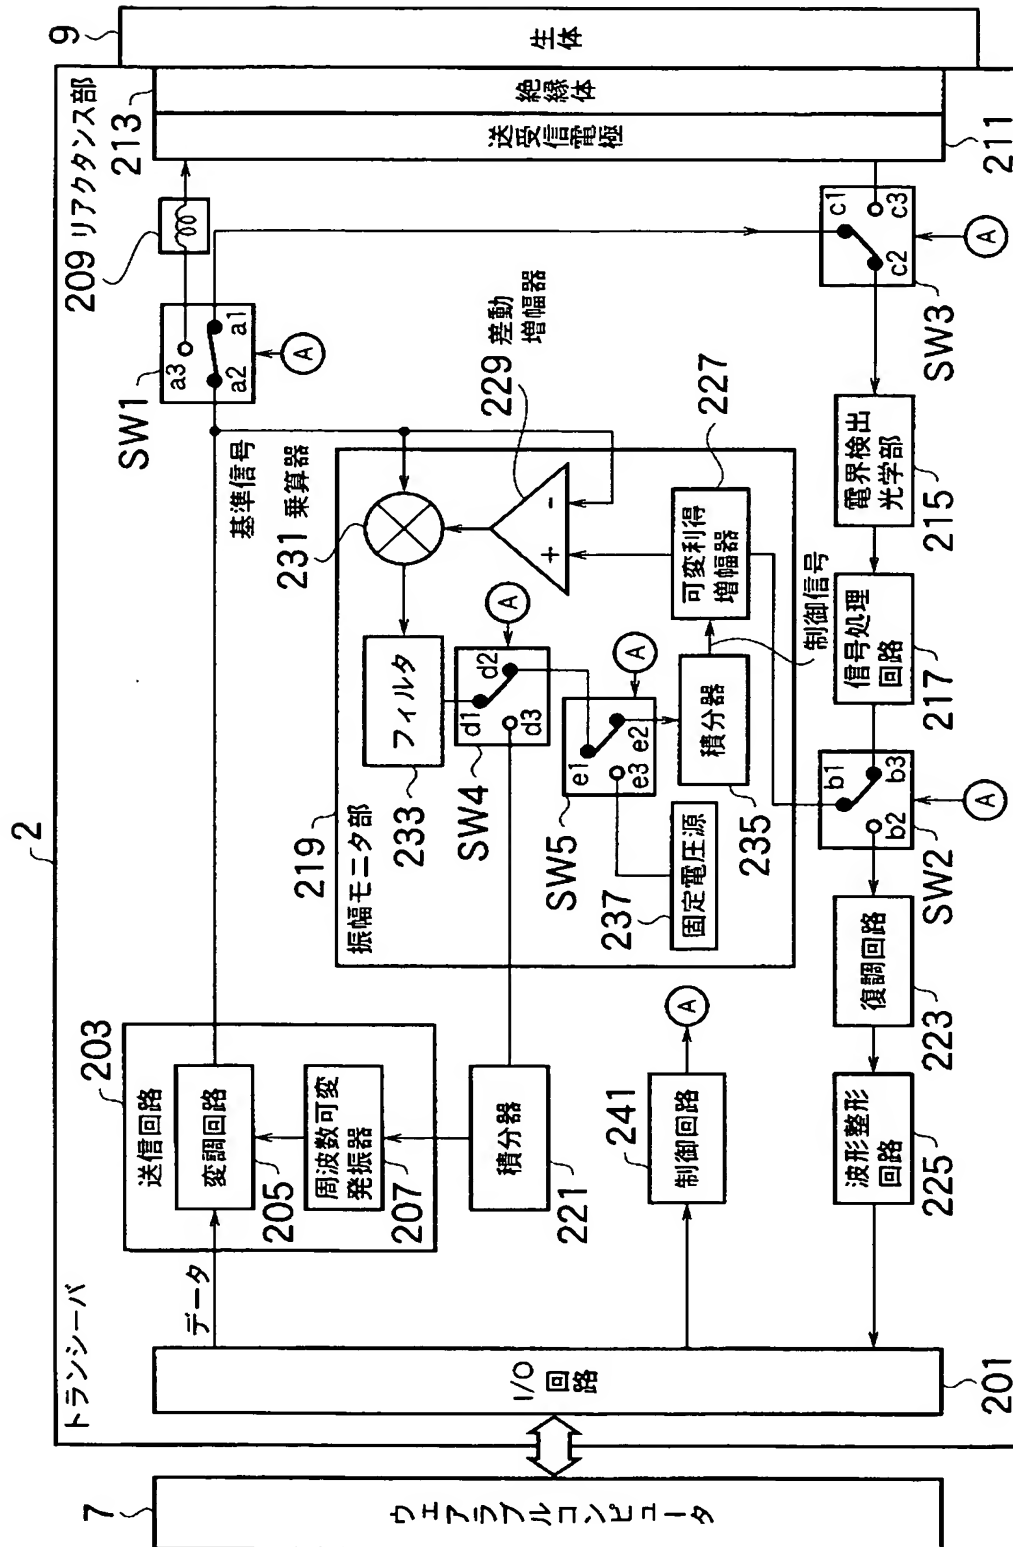 2
トランシーバ
7
ウェアラブルコンピュータ
I/O
回路
201
データ
203
送信回路
変調回路
205
周波数可変
発振器
207
積分器
221
241
制御回路
A
波形整形
回路
225
復調回路
223
基準信号
SW1
a3
a2
a1
A
209 リアクタンス部
213
絶縁体
送受信電極
211
9
生体
219
振幅モニタ部
231 乗算器
229 差動
増幅器
+
-
フィルタ
233
SW4
d1
d2
d3
A
SW5
e1
e2
e3
A
237
固定電圧源
積分器
235
制御信号
可変利得
増幅器
227
SW2
b1
b2
b3
A
信号処理
回路
217
電界検出
光学部
215
SW3
c1
c2
c3
A